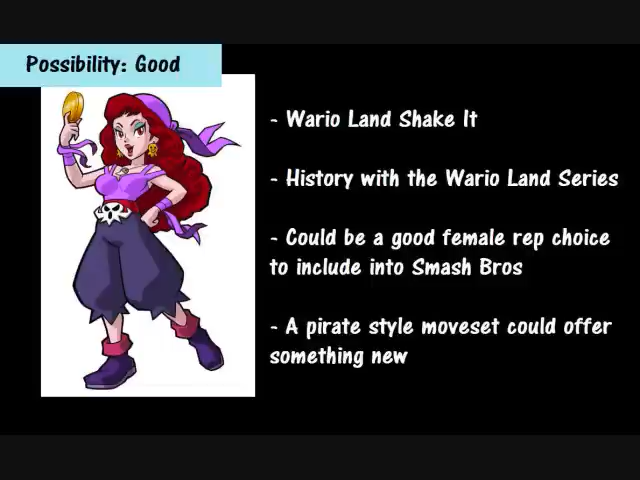 Possibility: Good
- Wario Land Shake It
- History with the Wario Land Series
- Could be a good female rep choice
to include into Smash Bros
- A pirate style moveset could offer
something new